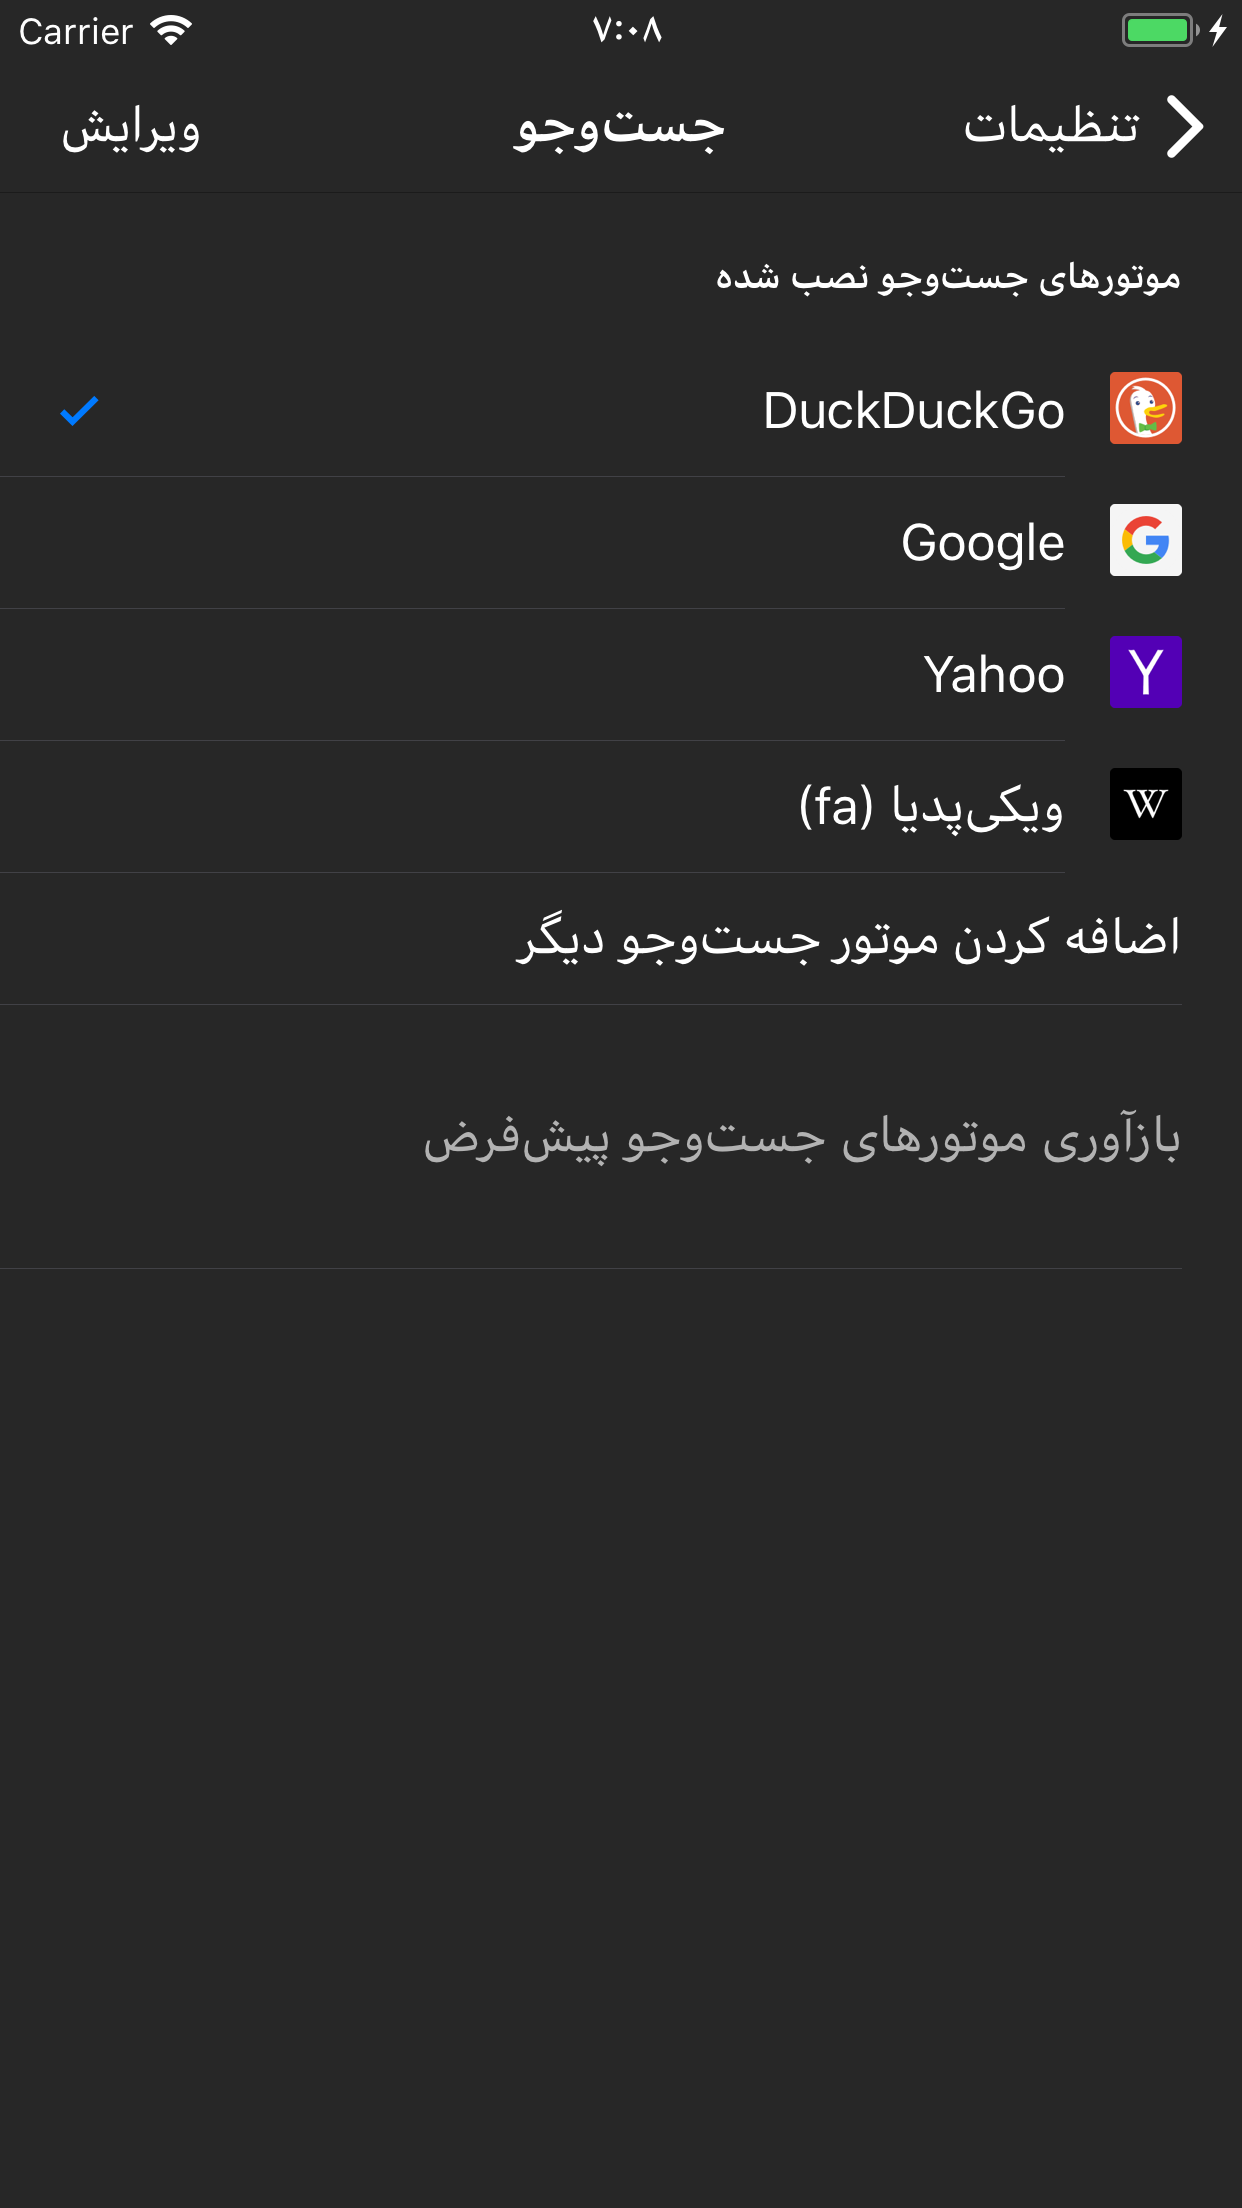 Carrier ۷:۰۸
تنظیمات جست‌وجو ویرایش
موتورهای جست‌وجو نصب شده
DuckDuckGo
Google
Y Yahoo
W ویکی‌پدیا (fa)
اضافه کردن موتور جست‌وجو دیگر
بازآوری موتورهای جست‌وجو پیش‌فرض